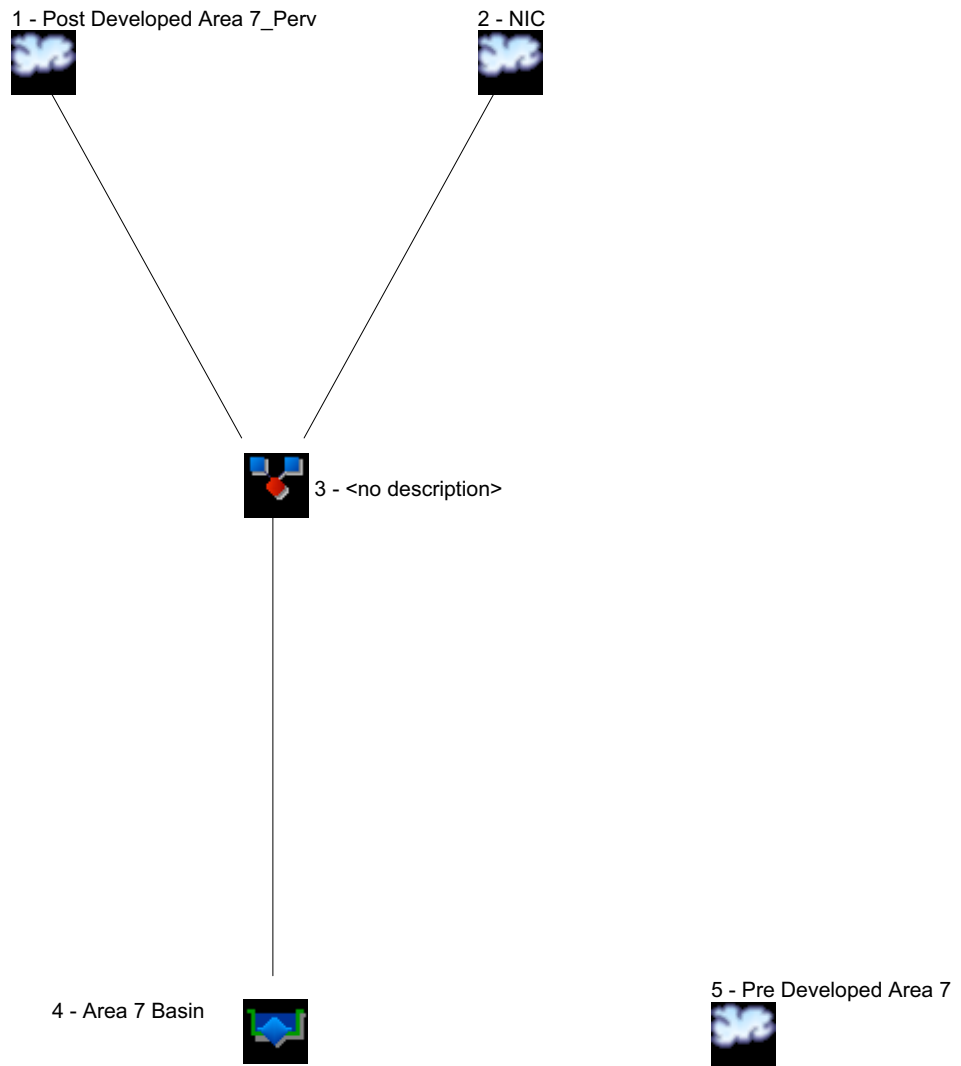 1 - Post Developed Area 7_Perv
2 - NIC
3 - <no description>
4 - Area 7 Basin
5 - Pre Developed Area 7